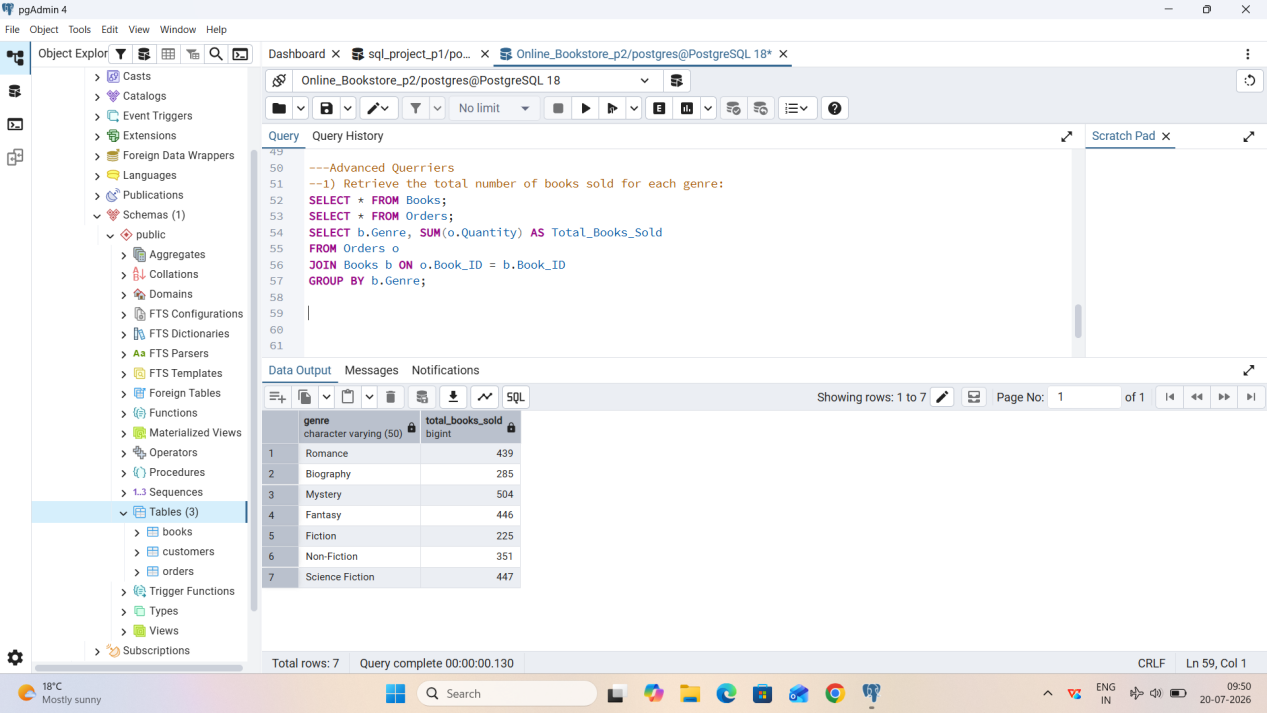 pgAdmin 4
File Object Tools Edit View Window Help
Object Explor
Dashboard
sql_project_p1/po...
Online_Bookstore_p2/postgres@PostgreSQL 18*
Online_Bookstore_p2/postgres@PostgreSQL 18
No limit
E
Query Query History
Scratch Pad
Casts
Catalogs
Event Triggers
Extensions
Foreign Data Wrappers
Languages
Publications
Schemas (1)
public
Aggregates
Collations
Domains
FTS Configurations
FTS Dictionaries
Aa FTS Parsers
FTS Templates
Foreign Tables
Functions
Materialized Views
Operators
Procedures
1..3 Sequences
Tables (3)
books
customers
orders
Trigger Functions
Types
Views
Subscriptions
49
50 ---Advanced Querriers
51 --1) Retrieve the total number of books sold for each genre:
52 SELECT * FROM Books;
53 SELECT * FROM Orders;
54 SELECT b.Genre, SUM(o.Quantity) AS Total_Books_Sold
55 FROM Orders o
56 JOIN Books b ON o.Book_ID = b.Book_ID
57 GROUP BY b.Genre;
58
59
60
61
Data Output Messages Notifications
SQL
Showing rows: 1 to 7
Page No: 1 of 1
genre total_books_sold
character varying (50) bigint
1 Romance 439
2 Biography 285
3 Mystery 504
4 Fantasy 446
5 Fiction 225
6 Non-Fiction 351
7 Science Fiction 447
Total rows: 7 Query complete 00:00:00.130 CRLF Ln 59, Col 1
18°C
Mostly sunny
Search
ENG
IN
09:50
20-07-2026